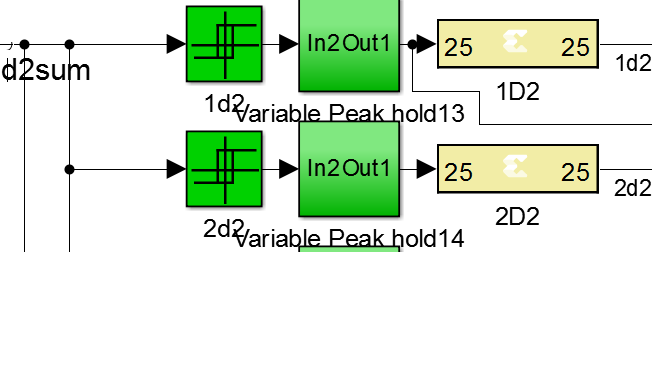 d2sum
In2Out1
25
25
1d2
1d2
1D2
Variable Peak hold13
In2Out1
25
25
2d2
2d2
2D2
Variable Peak hold14